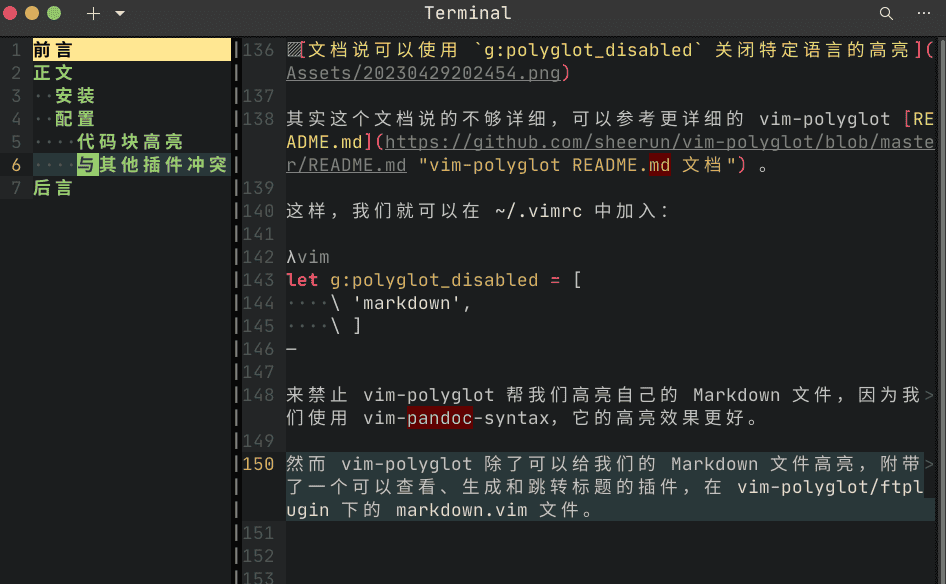 Terminal
1 前言
2 正文
3 ··安装
4 ··配置
5 ····代码块高亮
6 ····与其他插件冲突
7 后言
136 [文档说可以使用 `g:polyglot_disabled` 关闭特定语言的高亮](
Assets/20230429202454.png)
137
138 其实这个文档说的不够详细，可以参考更详细的 vim-polyglot [RE
ADME.md](https://github.com/sheerun/vim-polyglot/blob/maste
r/README.md "vim-polyglot README.md 文档") 。
139
140 这样，我们就可以在 ~/.vimrc 中加入：
141
142 λvim
143 let g:polyglot_disabled = [
144 ····\ 'markdown',
145 ····\ ]
146 —
147
148 来禁止 vim-polyglot 帮我们高亮自己的 Markdown 文件，因为我>
们使用 vim-pandoc-syntax，它的高亮效果更好。
149
150 然而 vim-polyglot 除了可以给我们的 Markdown 文件高亮，附带>
了一个可以查看、生成和跳转标题的插件，在 vim-polyglot/ftpl
ugin 下的 markdown.vim 文件。
151
152
153